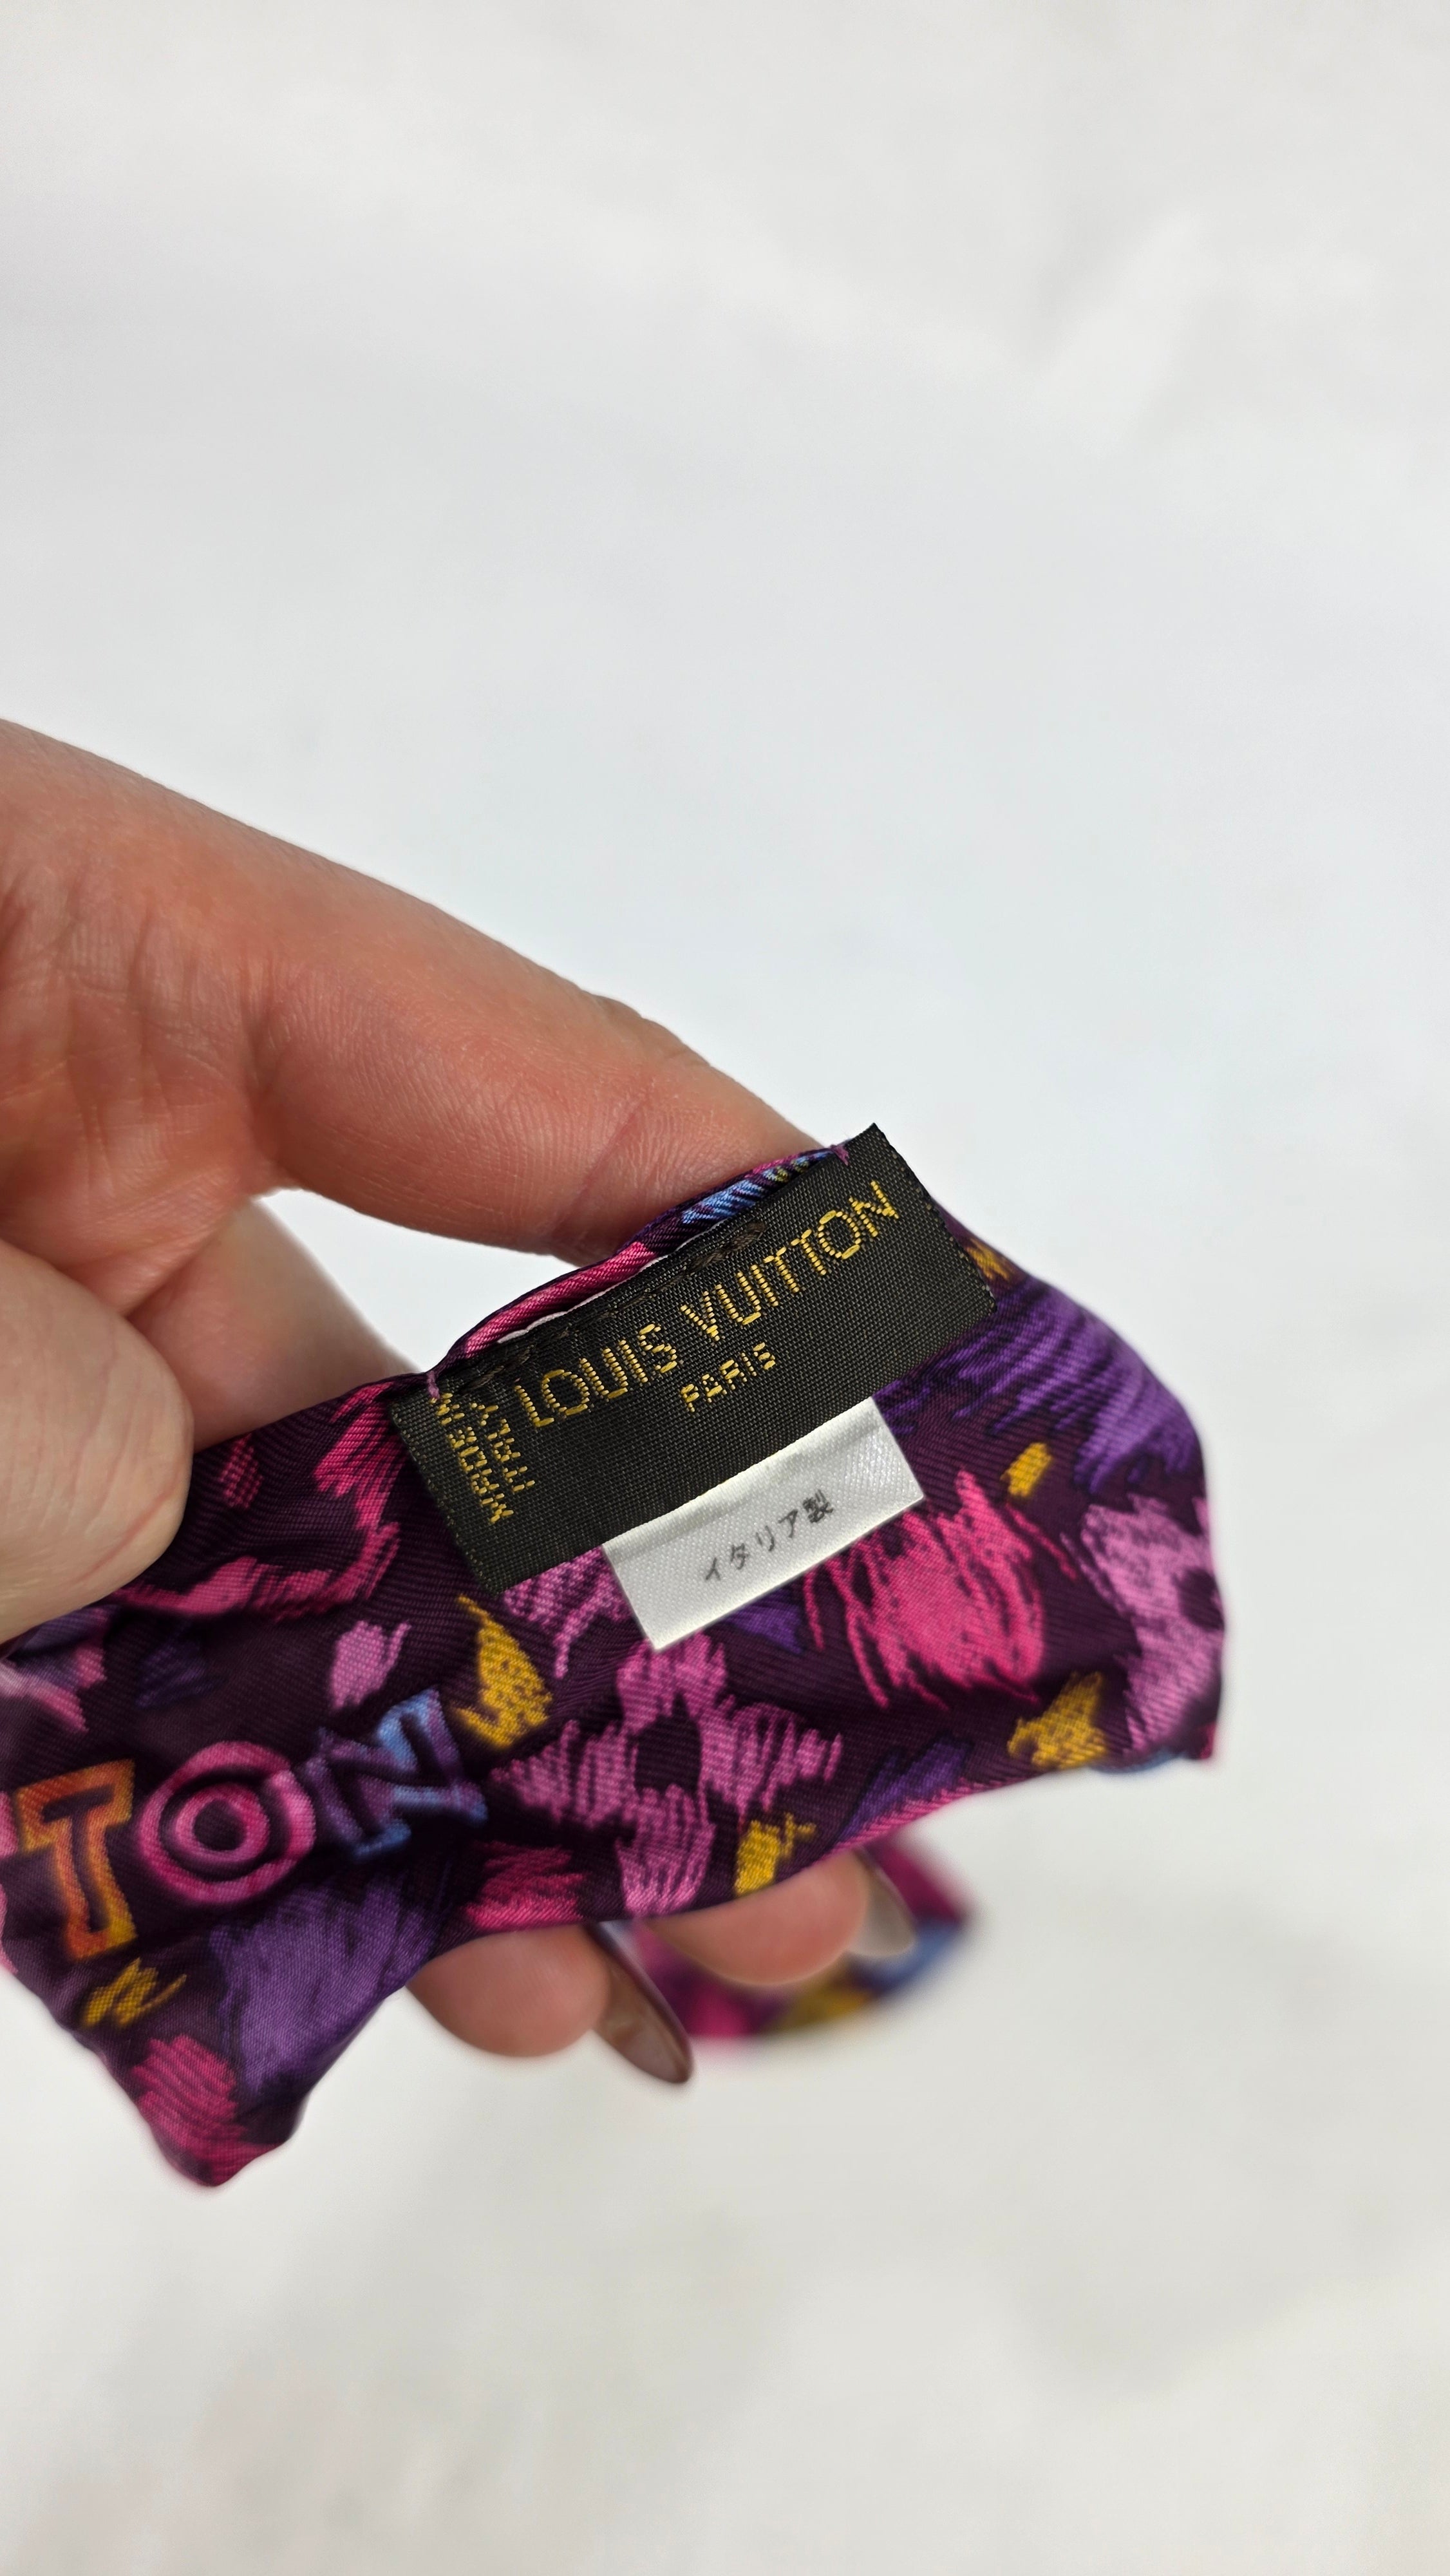 LOUIS VUITTON
PARIS
MADE IN
ITALY
イタリア製
TON